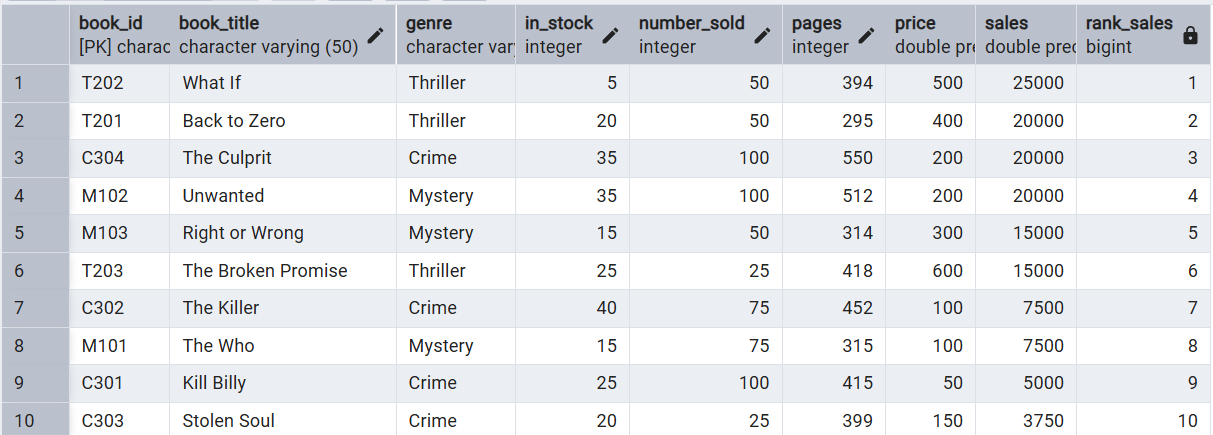 book_id book_title genre in_stock number_sold pages price sales rank_sales
[PK] charac character varying (50) character var integer integer integer double pre double prec bigint
1 T202 What If Thriller 5 50 394 500 25000 1
2 T201 Back to Zero Thriller 20 50 295 400 20000 2
3 C304 The Culprit Crime 35 100 550 200 20000 3
4 M102 Unwanted Mystery 35 100 512 200 20000 4
5 M103 Right or Wrong Mystery 15 50 314 300 15000 5
6 T203 The Broken Promise Thriller 25 25 418 600 15000 6
7 C302 The Killer Crime 40 75 452 100 7500 7
8 M101 The Who Mystery 15 75 315 100 7500 8
9 C301 Kill Billy Crime 25 100 415 50 5000 9
10 C303 Stolen Soul Crime 20 25 399 150 3750 10